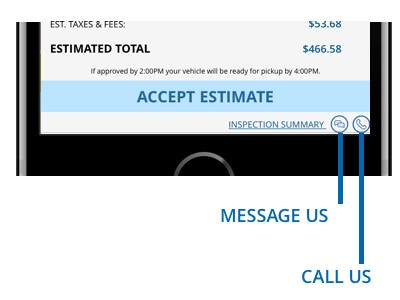 EST. TAXES & FEES: $53.68
ESTIMATED TOTAL $466.58
If approved by 2:00PM your vehicle will be ready for pickup by 4:00PM.
ACCEPT ESTIMATE
INSPECTION SUMMARY
MESSAGE US
CALL US